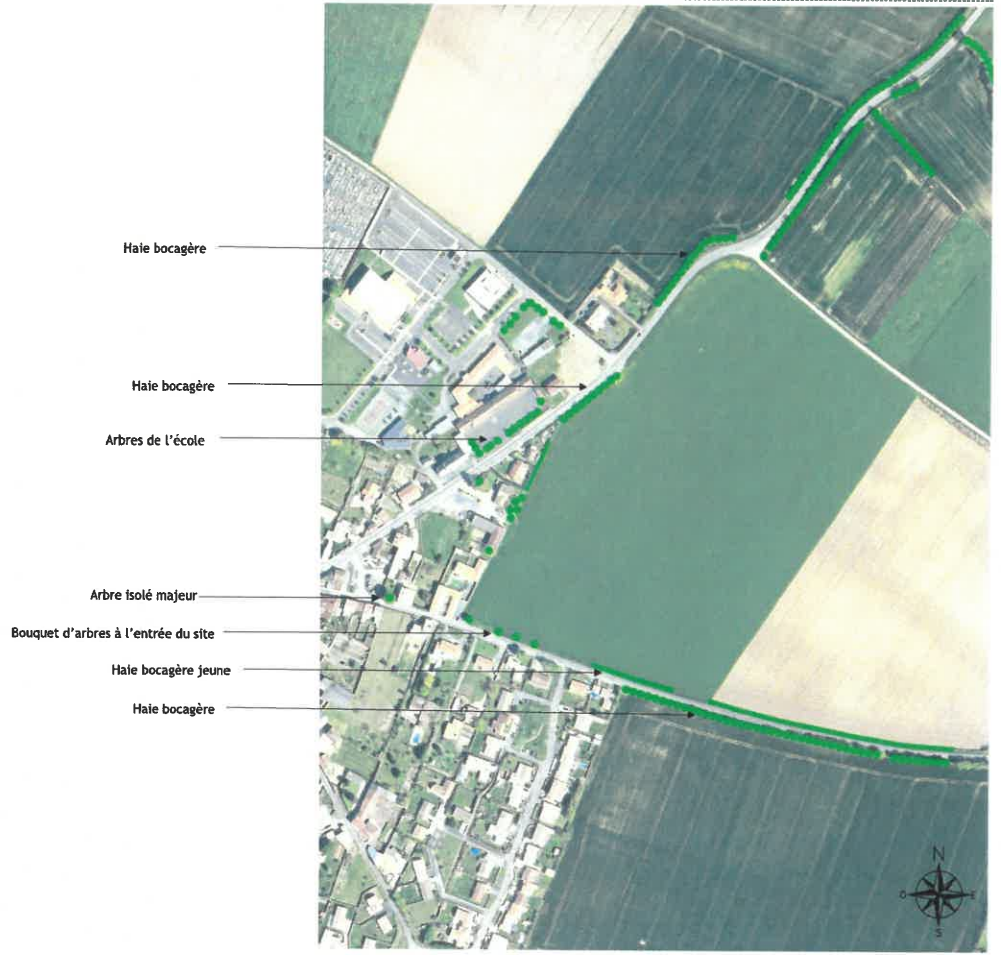 Haie bocagère
Haie bocagère
Arbres de l'école
Arbre isolé majeur
Bouquet d'arbres à l'entrée du site
Haie bocagère jeune
Haie bocagère
N
O
E
S